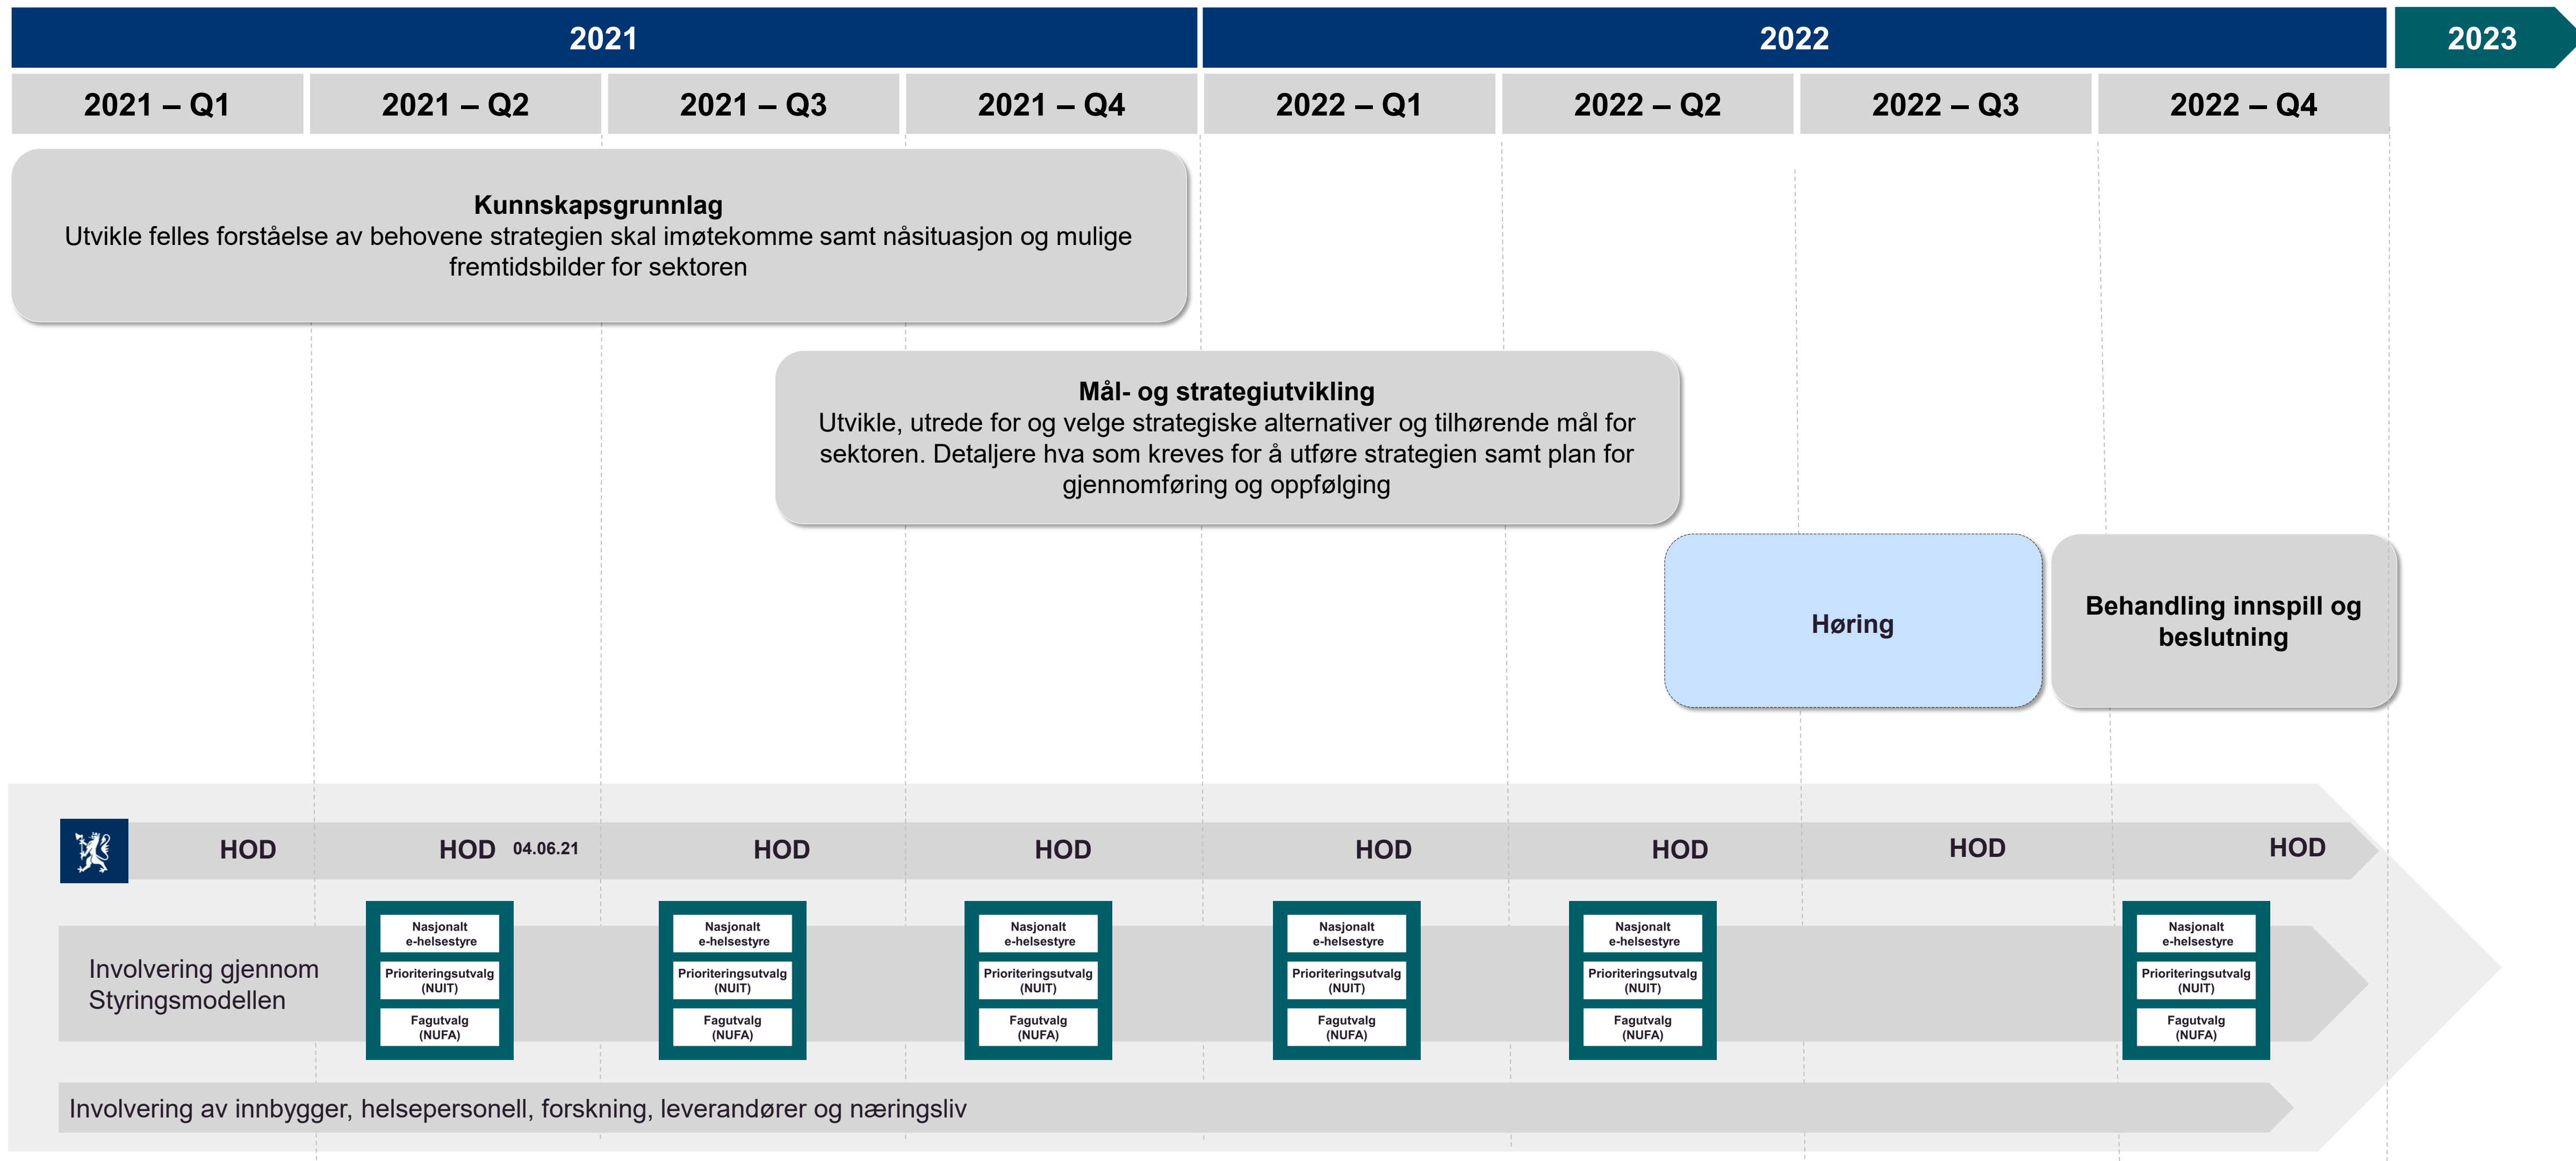 2021
2022
2023
2021 – Q1
2021 – Q2
2021 – Q3
2021 – Q4
2022 – Q1
2022 – Q2
2022 – Q3
2022 – Q4
Kunnskapsgrunnlag
Utvikle felles forståelse av behovene strategien skal imøtekomme samt nåsituasjon og mulige
fremtidsbilder for sektoren
Mål- og strategiutvikling
Utvikle, utrede for og velge strategiske alternativer og tilhørende mål for
sektoren. Detaljere hva som kreves for å utføre strategien samt plan for
gjennomføring og oppfølging
Høring
Behandling innspill og
beslutning
HOD
HOD 04.06.21
HOD
HOD
HOD
HOD
HOD
HOD
Involvering gjennom
Styringsmodellen
Nasjonalt
e-helsestyre
Prioriteringsutvalg
(NUIT)
Fagutvalg
(NUFA)
Nasjonalt
e-helsestyre
Prioriteringsutvalg
(NUIT)
Fagutvalg
(NUFA)
Nasjonalt
e-helsestyre
Prioriteringsutvalg
(NUIT)
Fagutvalg
(NUFA)
Nasjonalt
e-helsestyre
Prioriteringsutvalg
(NUIT)
Fagutvalg
(NUFA)
Nasjonalt
e-helsestyre
Prioriteringsutvalg
(NUIT)
Fagutvalg
(NUFA)
Nasjonalt
e-helsestyre
Prioriteringsutvalg
(NUIT)
Fagutvalg
(NUFA)
Involvering av innbygger, helsepersonell, forskning, leverandører og næringsliv